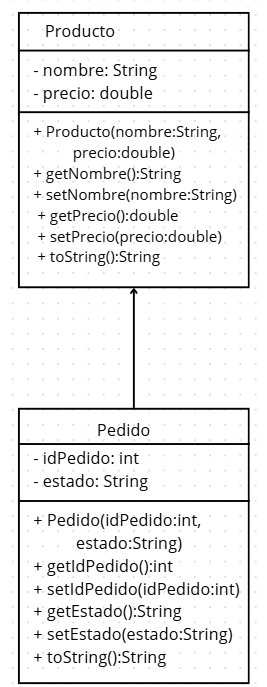 Producto
- nombre: String
- precio: double
+ Producto(nombre:String,
precio:double)
+ getNombre():String
+ setNombre(nombre:String)
+ getPrecio():double
+ setPrecio(precio:double)
+ toString():String
Pedido
- idPedido: int
- estado: String
+ Pedido(idPedido:int,
estado:String)
+ getIdPedido():int
+ setIdPedido(idPedido:int)
+ getEstado():String
+ setEstado(estado:String)
+ toString():String